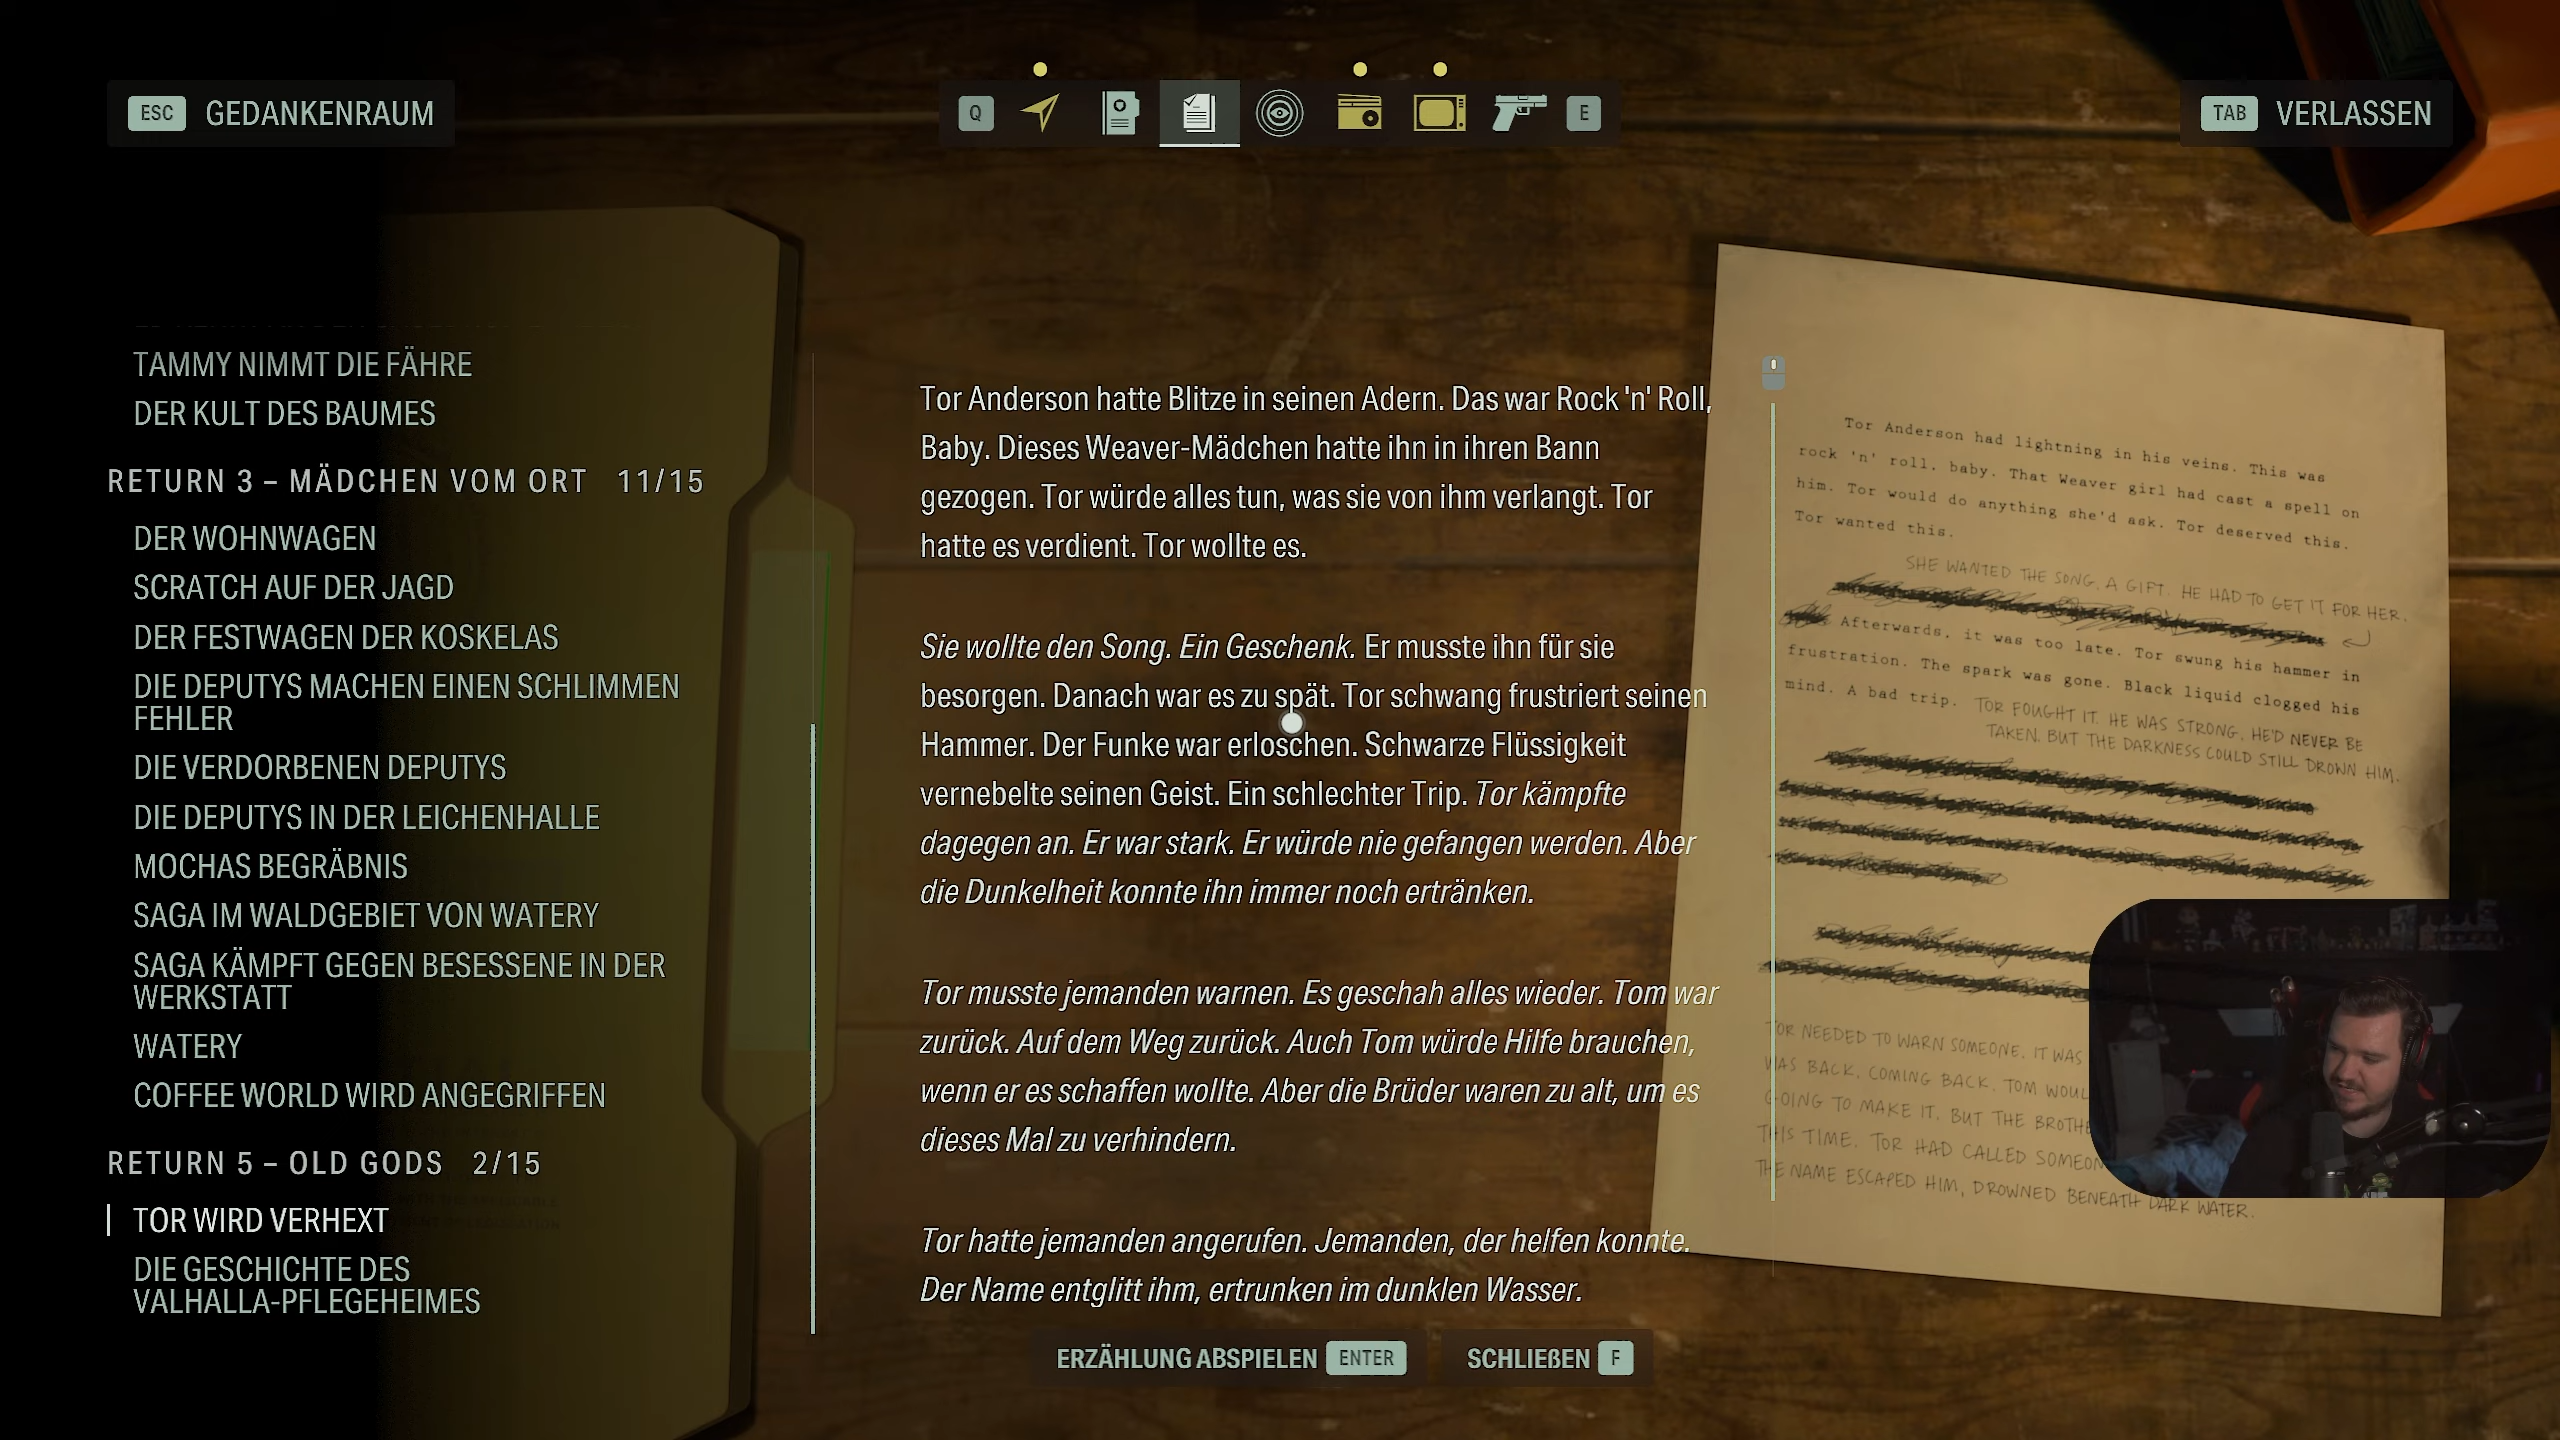 ESC GEDANKENRAUM
Q
E
TAB VERLASSEN
TAMMY NIMMT DIE FÄHRE
DER KULT DES BAUMES
RETURN 3 – MÄDCHEN VOM ORT 11/15
DER WOHNWAGEN
SCRATCH AUF DER JAGD
DER FESTWAGEN DER KOSKELAS
DIE DEPUTYS MACHEN EINEN SCHLIMMEN
FEHLER
DIE VERDORBENEN DEPUTYS
DIE DEPUTYS IN DER LEICHENHALLE
MOCHAS BEGRÄBNIS
SAGA IM WALDGEBIET VON WATERY
SAGA KÄMPFT GEGEN BESESSENE IN DER
WERKSTATT
WATERY
COFFEE WORLD WIRD ANGEGRIFFEN
RETURN 5 – OLD GODS 2/15
TOR WIRD VERHEXT
DIE GESCHICHTE DES
VALHALLA-PFLEGEHEIMES
Tor Anderson hatte Blitze in seinen Adern. Das war Rock 'n' Roll,
Baby. Dieses Weaver-Mädchen hatte ihn in ihren Bann
gezogen. Tor würde alles tun, was sie von ihm verlangt. Tor
hatte es verdient. Tor wollte es.
Sie wollte den Song. Ein Geschenk. Er musste ihn für sie
besorgen. Danach war es zu spät. Tor schwang frustriert seinen
Hammer. Der Funke war erloschen. Schwarze Flüssigkeit
vernebelte seinen Geist. Ein schlechter Trip. Tor kämpfte
dagegen an. Er war stark. Er würde nie gefangen werden. Aber
die Dunkelheit konnte ihn immer noch ertränken.
Tor musste jemanden warnen. Es geschah alles wieder. Tom war
zurück. Auf dem Weg zurück. Auch Tom würde Hilfe brauchen,
wenn er es schaffen wollte. Aber die Brüder waren zu alt, um es
dieses Mal zu verhindern.
Tor hatte jemanden angerufen. Jemanden, der helfen konnte.
Der Name entglitt ihm, ertrunken im dunklen Wasser.
Tor Anderson had lightning in his veins. This was
rock 'n' roll, baby. That Weaver girl had cast a spell on
him. Tor would do anything she'd ask. Tor deserved this.
Tor wanted this.
SHE WANTED THE SONG. A GIFT. HE HAD TO GET IT FOR HER.
Afterwards, it was too late. Tor swung his hammer in
frustration. The spark was gone. Black liquid clogged his
mind. A bad trip. TOR FOUGHT IT. HE WAS STRONG. HE'D NEVER BE
TAKEN. BUT THE DARKNESS COULD STILL DROWN HIM.
TOR NEEDED TO WARN SOMEONE. IT WAS
WAS BACK. COMING BACK. TOM WOUL
GOING TO MAKE IT. BUT THE BROTHE
THIS TIME. TOR HAD CALLED SOMEON
THE NAME ESCAPED HIM, DROWNED BENEATH DARK WATER.
ERZÄHLUNG ABSPIELEN ENTER
SCHLIEßEN F